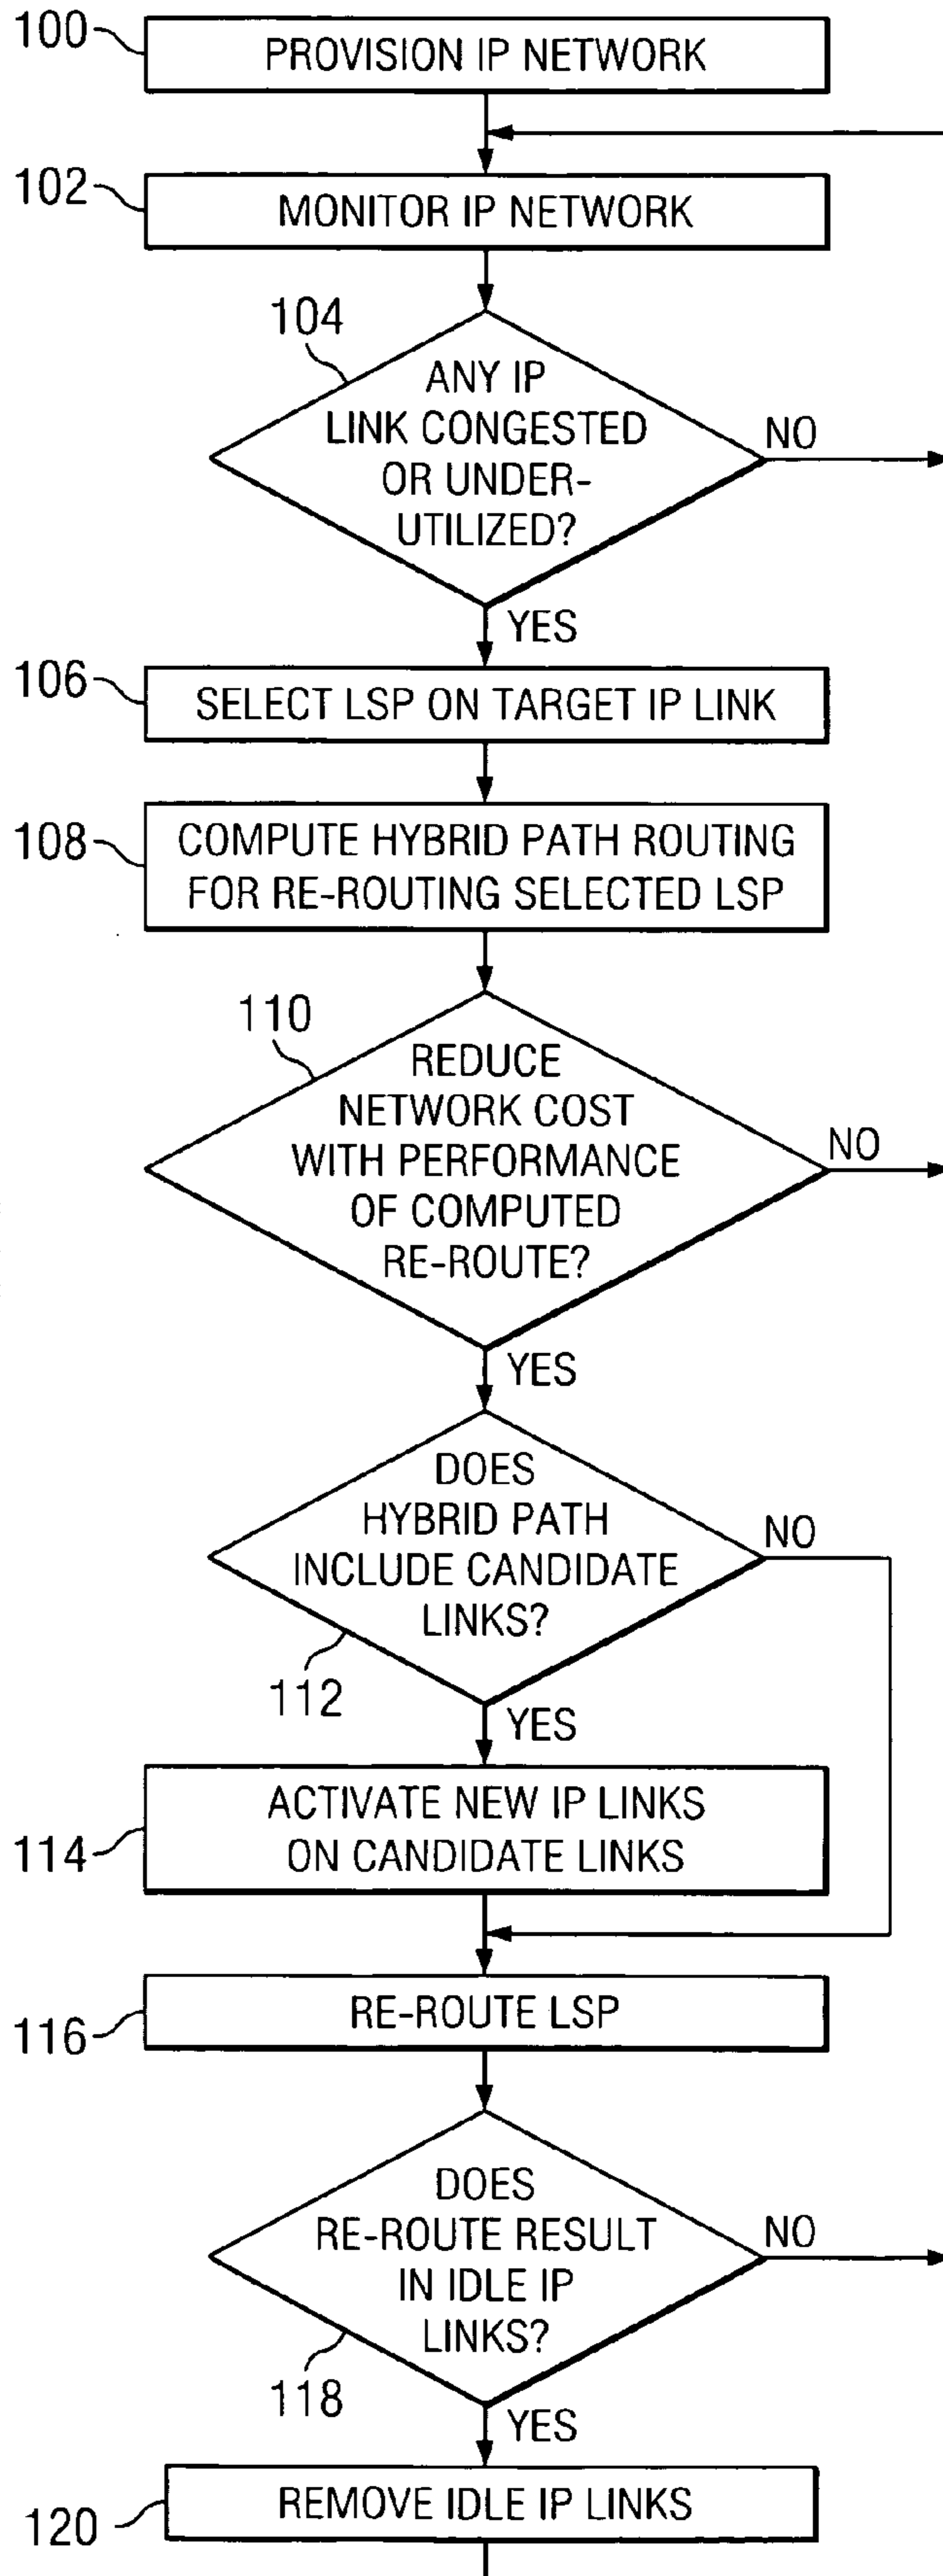 100
PROVISION IP NETWORK
102
MONITOR IP NETWORK
104
ANY IP
LINK CONGESTED
OR UNDER-
UTILIZED?
NO
YES
106
SELECT LSP ON TARGET IP LINK
108
COMPUTE HYBRID PATH ROUTING
FOR RE-ROUTING SELECTED LSP
110
REDUCE
NETWORK COST
WITH PERFORMANCE
OF COMPUTED
RE-ROUTE?
NO
YES
DOES
HYBRID PATH
INCLUDE CANDIDATE
LINKS?
NO
112
YES
114
ACTIVATE NEW IP LINKS
ON CANDIDATE LINKS
116
RE-ROUTE LSP
DOES
RE-ROUTE RESULT
IN IDLE IP
LINKS?
NO
118
YES
120
REMOVE IDLE IP LINKS